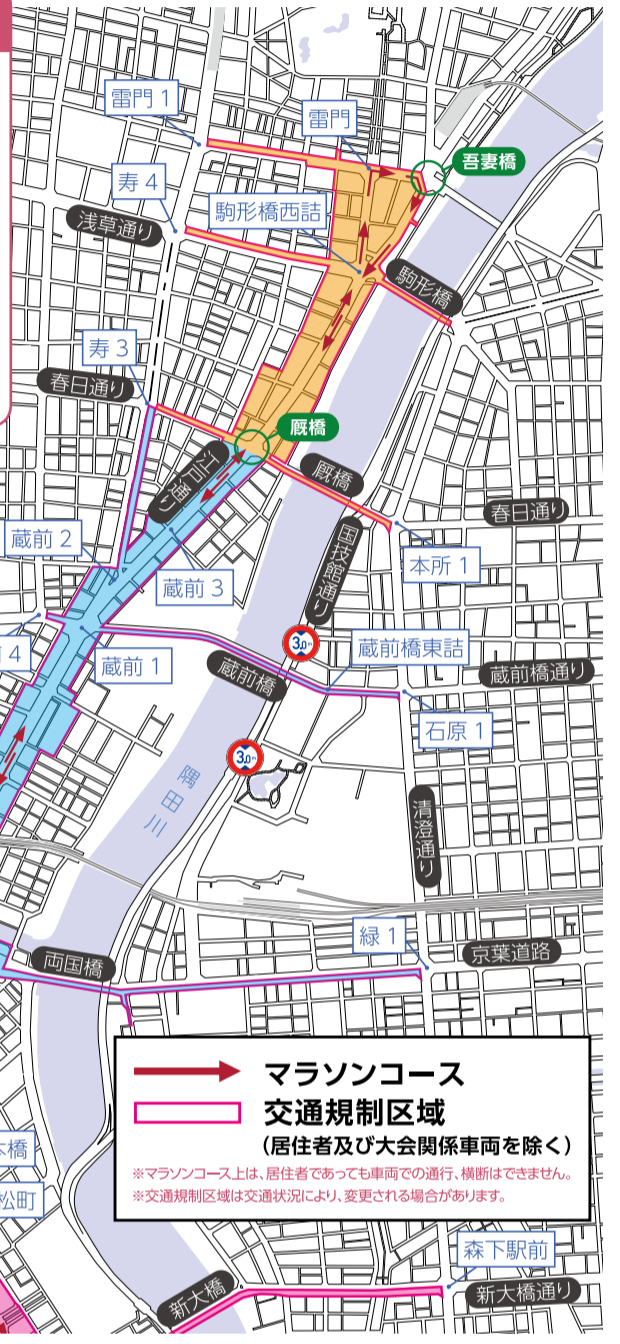 雷門 1
雷門
吾妻橋
寿 4
駒形橋西詰
浅草通り
駒形橋
寿 3
春日通り
厩橋
江戸通り
厩橋
国技館通り
春日通り
蔵前 2
本所 1
蔵前 3
3.0m
蔵前橋東詰
4
蔵前 1
蔵前橋
蔵前橋通り
石原 1
3.0m
隅田川
清澄通り
緑 1
京葉道路
両国橋
マラソンコース
交通規制区域
(居住者及び大会関係車両を除く)
※マラソンコース上は、居住者であっても車両での通行、横断はできません。
※交通規制区域は交通状況により、変更される場合があります。
橋
松町
森下駅前
新大橋
新大橋通り